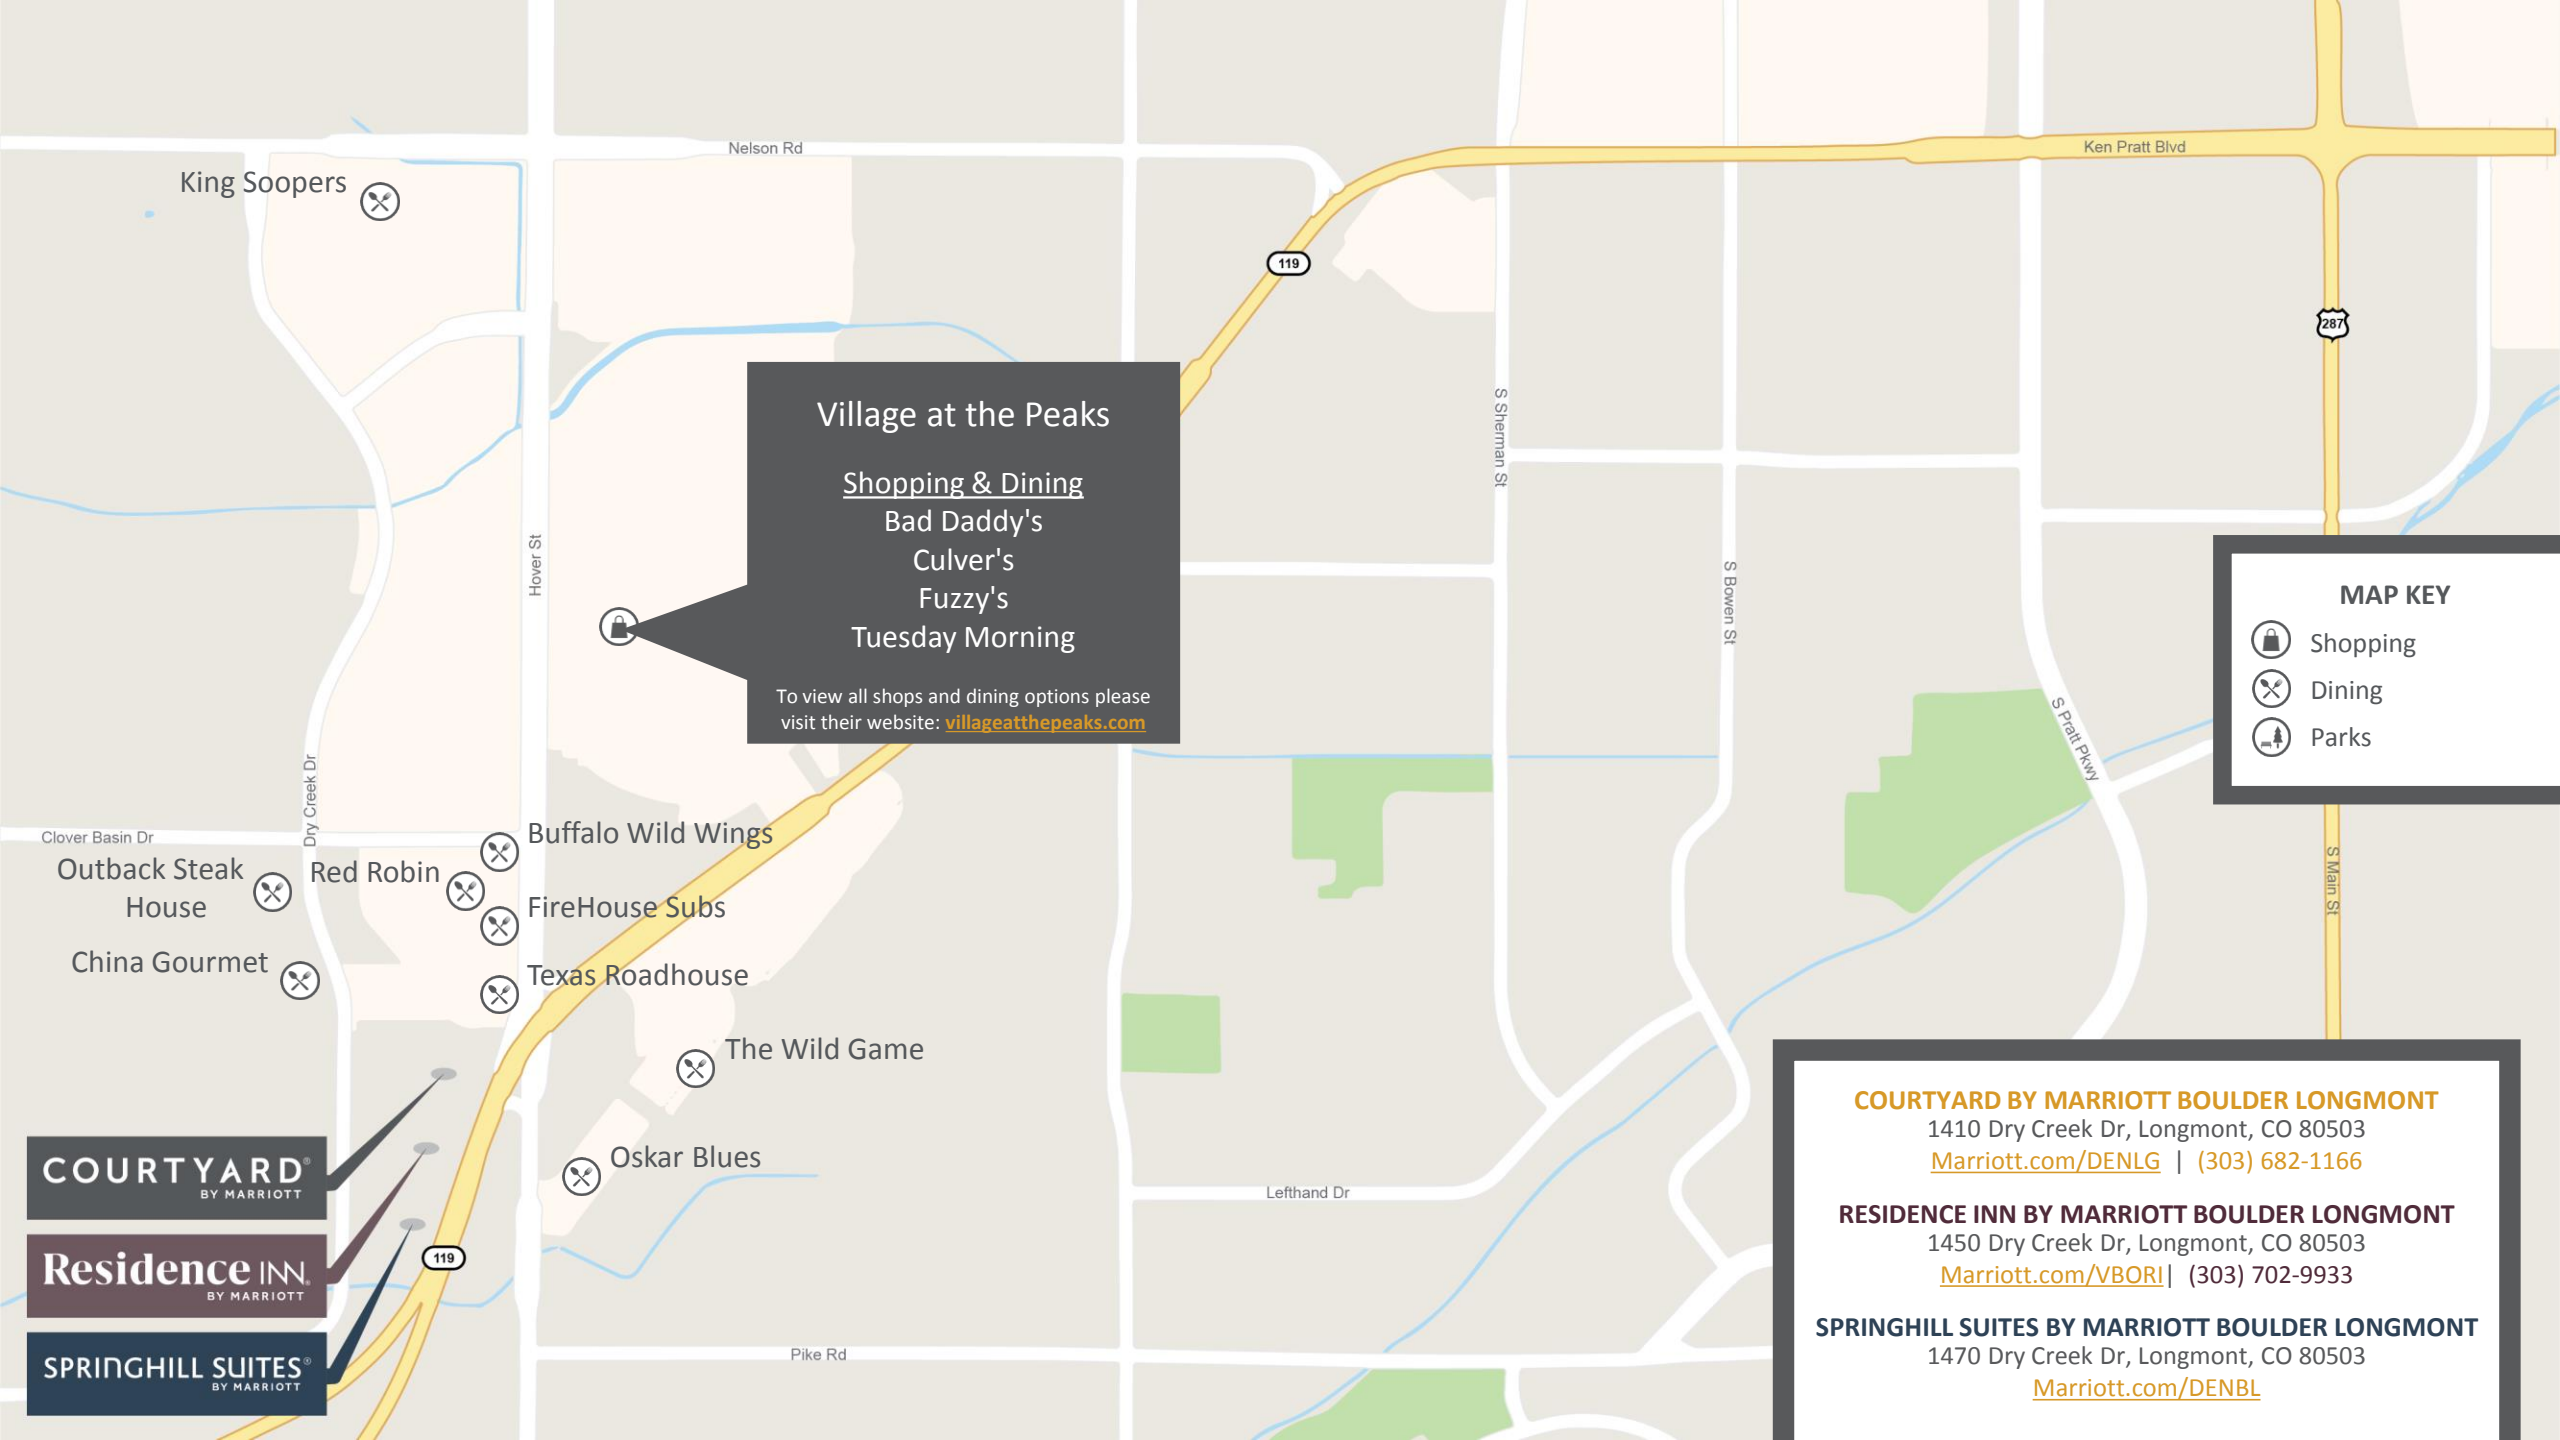 Nelson Rd
Ken Pratt Blvd
King Soopers
119
287
Village at the Peaks
Shopping & Dining
Bad Daddy's
Culver's
Fuzzy's
Tuesday Morning
To view all shops and dining options please
visit their website: villageatthepeaks.com
Hover St
S Sherman St
S Bowen St
S Pratt Pkwy
MAP KEY
Shopping
Dining
Parks
Dry Creek Dr
Clover Basin Dr
Buffalo Wild Wings
Outback Steak
House
Red Robin
FireHouse Subs
China Gourmet
Texas Roadhouse
S Main St
The Wild Game
Oskar Blues
Lefthand Dr
119
Pike Rd
COURTYARD®
BY MARRIOTT
Residence INN.
BY MARRIOTT
SPRINGHILL SUITES®
BY MARRIOTT
COURTYARD BY MARRIOTT BOULDER LONGMONT
1410 Dry Creek Dr, Longmont, CO 80503
Marriott.com/DENLG | (303) 682-1166
RESIDENCE INN BY MARRIOTT BOULDER LONGMONT
1450 Dry Creek Dr, Longmont, CO 80503
Marriott.com/VBORI| (303) 702-9933
SPRINGHILL SUITES BY MARRIOTT BOULDER LONGMONT
1470 Dry Creek Dr, Longmont, CO 80503
Marriott.com/DENBL